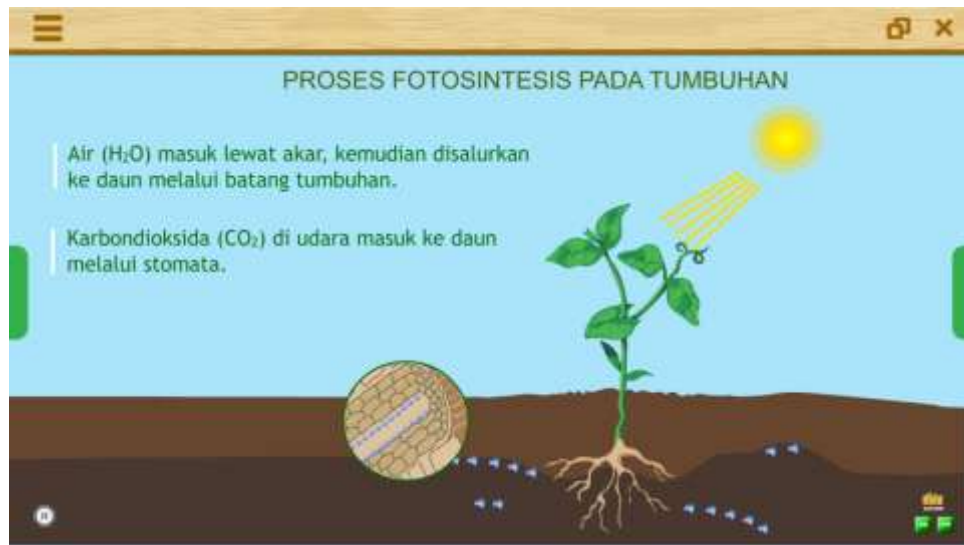 PROSES FOTOSINTESIS PADA TUMBUHAN
Air (H₂O) masuk lewat akar, kemudian disalurkan
ke daun melalui batang tumbuhan.
Karbondioksida (CO₂) di udara masuk ke daun
melalui stomata.